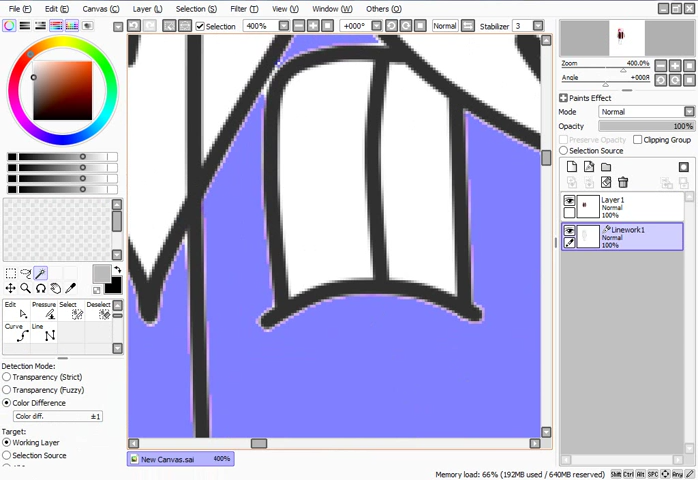 File (F) Edit (E) Canvas (C) Layer (L) Selection (S) Filter (T) View (V) Window (W) Others (O)
Selection 400% +000° Normal Stabilizer 3
Zoom 400.0%
Angle +000Я
Paints Effect
Mode Normal
Opacity 100%
Preserve Opacity Clipping Group
Selection Source
Layer1
Normal
100%
Linework1
Normal
100%
Edit Pressure Select Deselect
Curve Line
Detection Mode:
Transparency (Strict)
Transparency (Fuzzy)
Color Difference
Color diff. ±1
Target:
Working Layer
Selection Source
New Canvas.sai 400%
Memory load: 66% (192MB used / 640MB reserved) Shft Ctrl Alt SPC Any